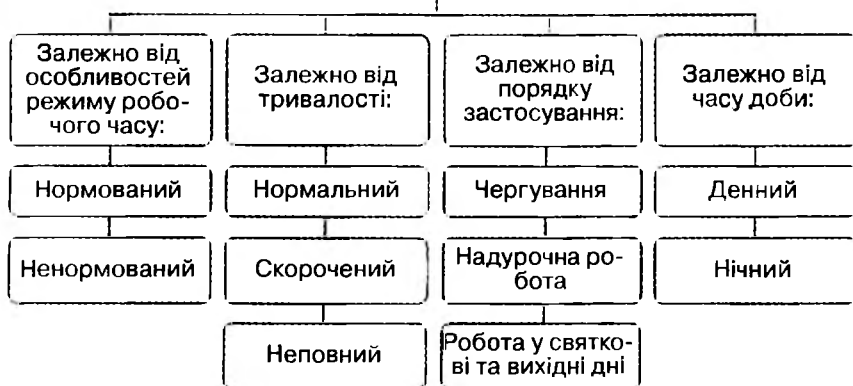 Залежно від
особливостей
режиму робо-
чого часу:
Нормований
Ненормований
Залежно від
тривалості:
Нормальний
Скорочений
Неповний
Залежно від
порядку
застосування:
Чергування
Надурочна ро-
бота
Робота у святко-
ві та вихідні дні
Залежно від
часу доби:
Денний
Нічний